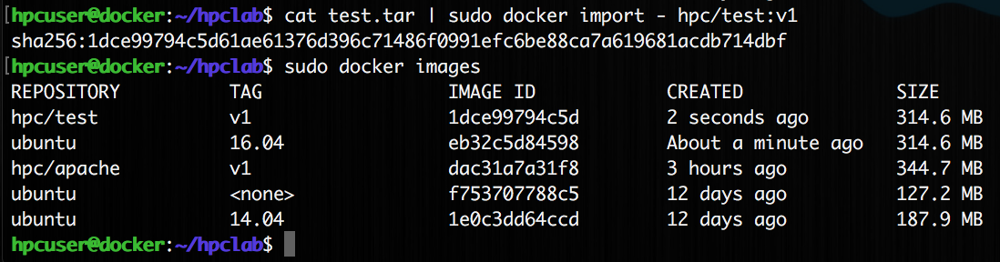 [hpcuser@docker:~/hpclab$ cat test.tar | sudo docker import - hpc/test:v1
sha256:1dce99794c5d61ae61376d396c71486f0991efc6be88ca7a619681acdb714dbf
[hpcuser@docker:~/hpclab$ sudo docker images
REPOSITORY TAG IMAGE ID CREATED SIZE
hpc/test v1 1dce99794c5d 2 seconds ago 314.6 MB
ubuntu 16.04 eb32c5d84598 About a minute ago 314.6 MB
hpc/apache v1 dac31a7a31f8 3 hours ago 344.7 MB
ubuntu <none> f753707788c5 12 days ago 127.2 MB
ubuntu 14.04 1e0c3dd64ccd 12 days ago 187.9 MB
hpcuser@docker:~/hpclab$